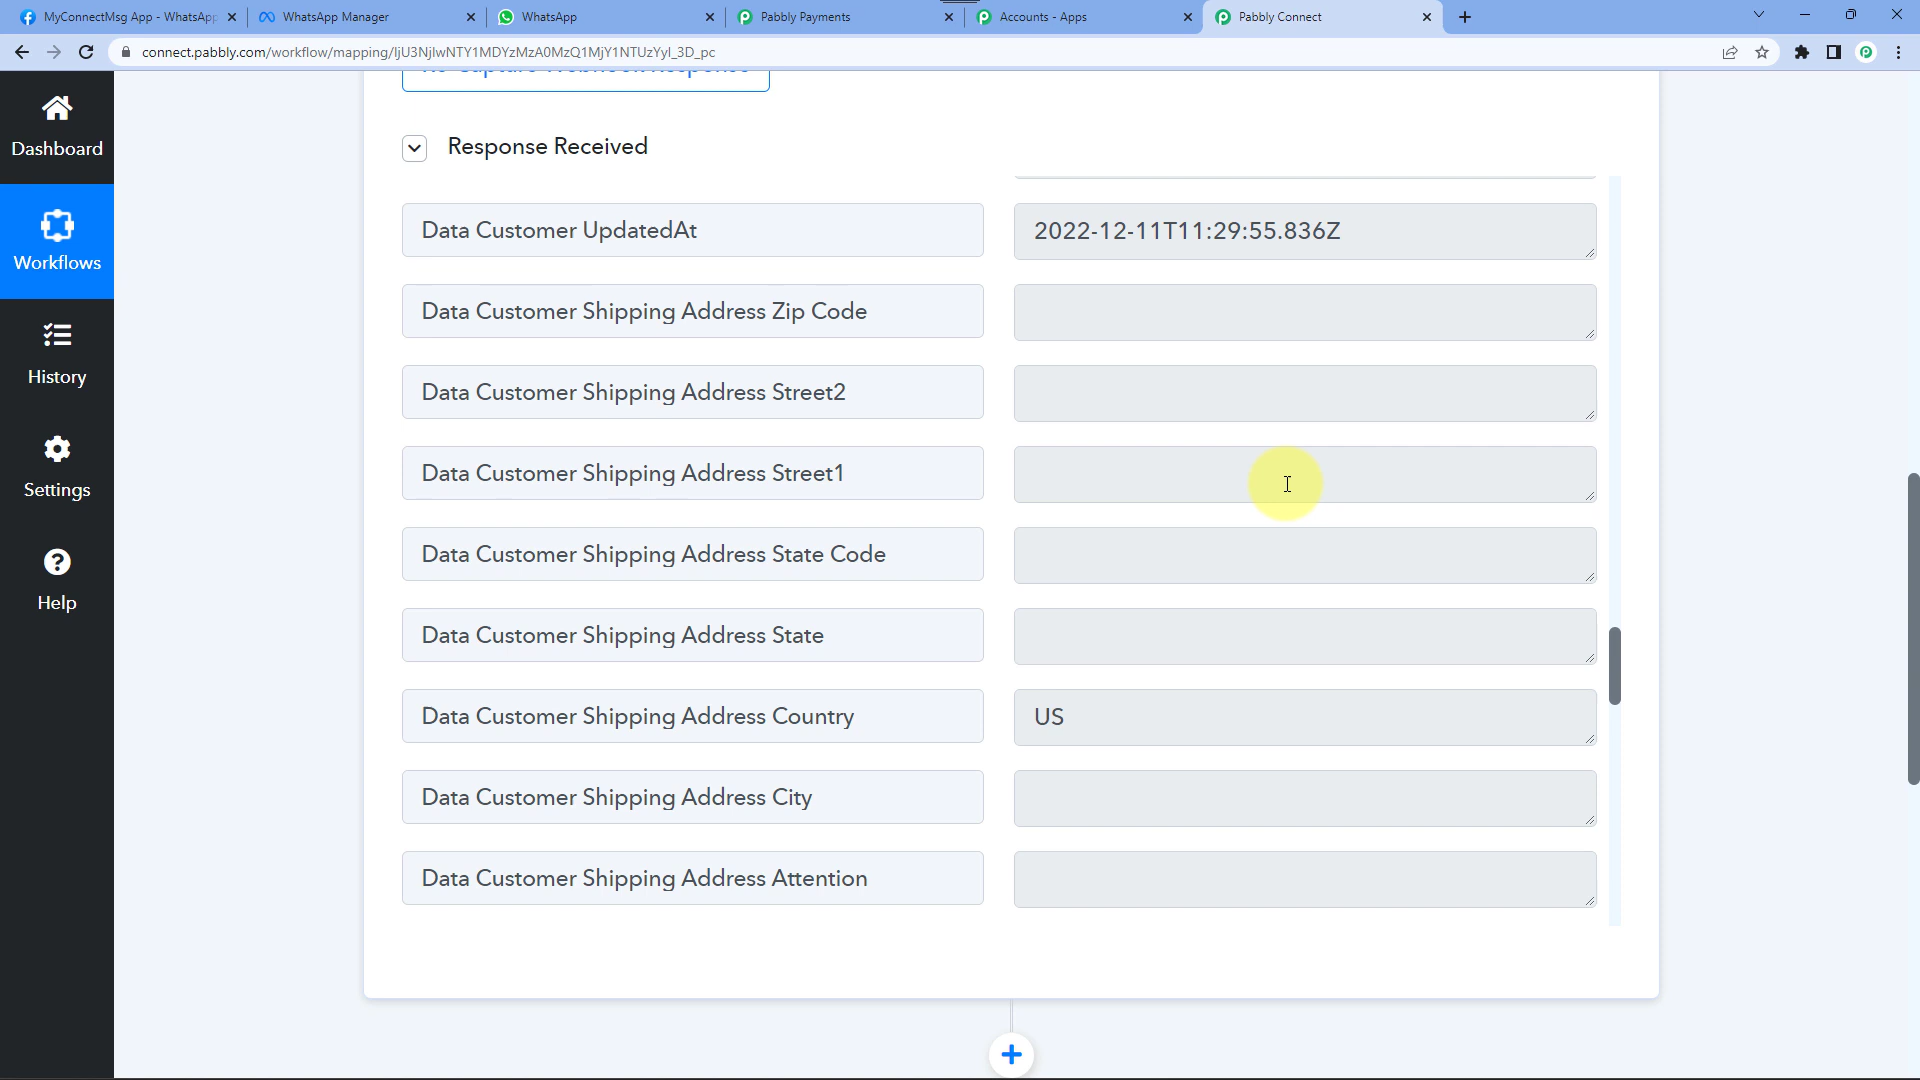 MyConnectMsg App - WhatsApp
WhatsApp Manager
WhatsApp
Pabbly Payments
Accounts - Apps
Pabbly Connect
connect.pabbly.com/workflow/mapping/IjU3NjIwNTY1MDYzMzA0MzQ1MjY1NTUzYyI_3D_pc
Re-Capture Webhook Response
Dashboard
Workflows
History
Settings
Help
Response Received
Data Customer UpdatedAt
2022-12-11T11:29:55.836Z
Data Customer Shipping Address Zip Code
Data Customer Shipping Address Street2
Data Customer Shipping Address Street1
Data Customer Shipping Address State Code
Data Customer Shipping Address State
Data Customer Shipping Address Country
US
Data Customer Shipping Address City
Data Customer Shipping Address Attention